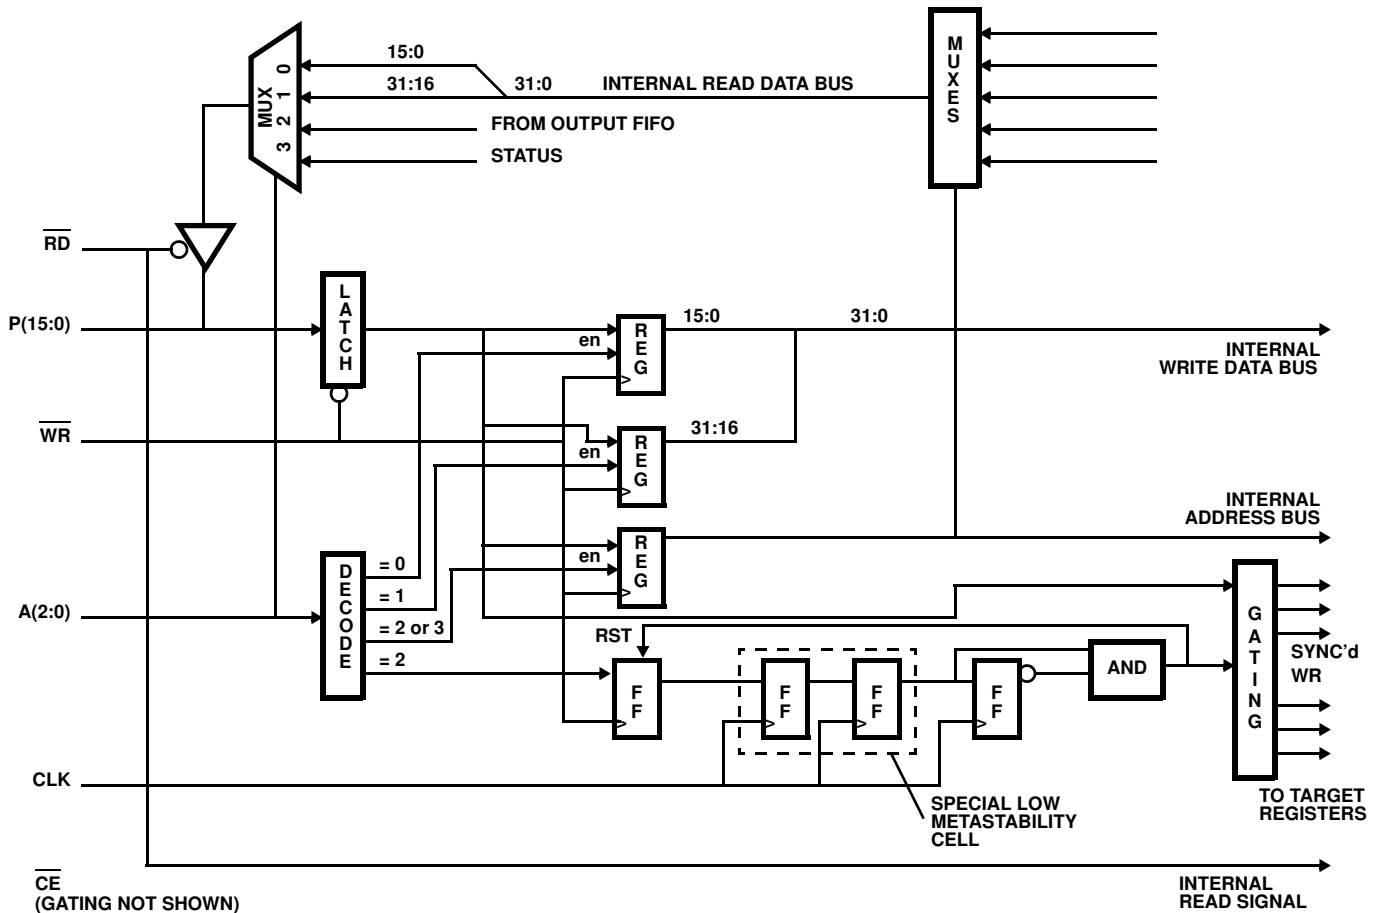 15:0
31:16
31:0
INTERNAL READ DATA BUS
FROM OUTPUT FIFO
STATUS
MUX
0
1
2
3
MUXES
RD
P(15:0)
LATCH
WR
REG
en
15:0
31:0
INTERNAL
WRITE DATA BUS
REG
en
31:16
REG
en
INTERNAL
ADDRESS BUS
A(2:0)
DECODE
= 0
= 1
= 2 or 3
= 2
RST
FF
FF
FF
FF
AND
GATING
SYNC'd
WR
CLK
SPECIAL LOW
METASTABILITY
CELL
TO TARGET
REGISTERS
CE
(GATING NOT SHOWN)
INTERNAL
READ SIGNAL